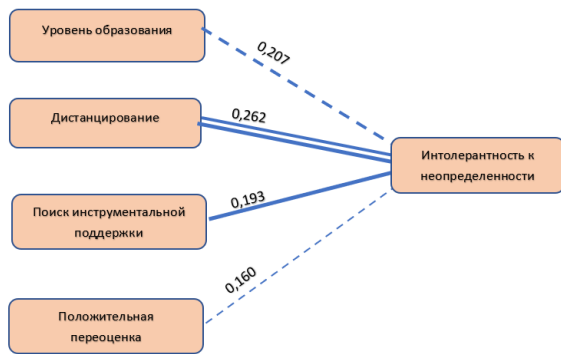 Уровень образования
0,207
Дистанцирование
0,262
Интолерантность к
неопределенности
Поиск инструментальной
поддержки
0,193
0,160
Положительная
переоценка